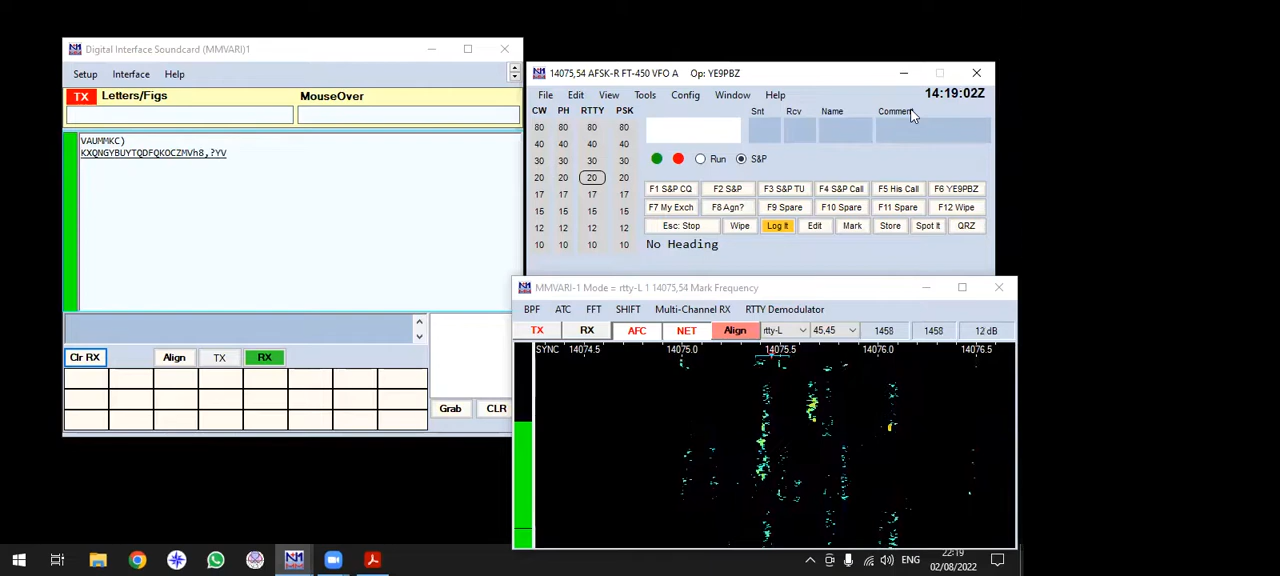 Digital Interface Soundcard (MMVARI)1
Setup Interface Help
TX Letters/Figs MouseOver
VAUMMKC)
KXQNGYBUYTQDFQKOCZMVh8,?YV
Clr RX Align TX RX
Grab CLR
14075,54 AFSK-R FT-450 VFO A Op: YE9PBZ
File Edit View Tools Config Window Help 14:19:02Z
CW PH RTTY PSK Snt Rcv Name Comment
80 80 80 80
40 40 40 40
30 30 30 30 Run S&P
20 20 20 20 F1 S&P CQ F2 S&P F3 S&P TU F4 S&P Call F5 His Call F6 YE9PBZ
17 17 17 17
15 15 15 15 F7 My Exch F8 Agn? F9 Spare F10 Spare F11 Spare F12 Wipe
12 12 12 12 Esc: Stop Wipe Log It Edit Mark Store Spot It QRZ
10 10 10 10 No Heading
MMVARI-1 Mode = rtty-L 1 14075,54 Mark Frequency
BPF ATC FFT SHIFT Multi-Channel RX RTTY Demodulator
TX RX AFC NET Align rtty-L 45.45 1458 1458 12 dB
SYNC 14074.5 14075.0 14075.5 14076.0 14076.5
ENG 22:19
02/08/2022